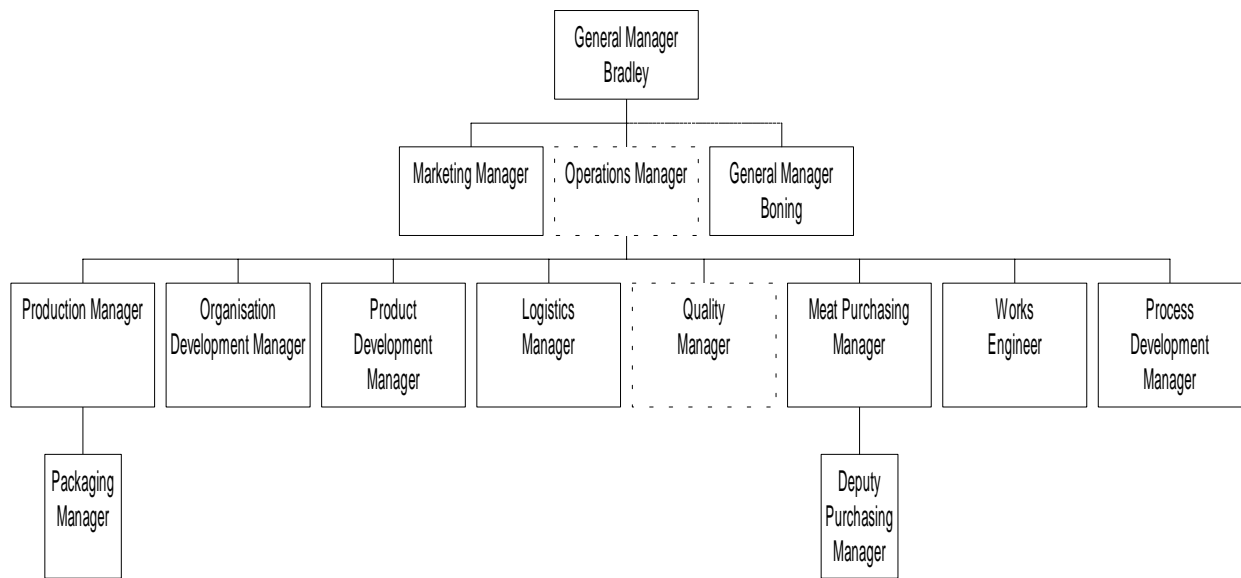 General Manager
Bradley
Marketing Manager
Operations Manager
General Manager
Boning
Production Manager
Organisation
Development Manager
Product
Development
Manager
Logistics
Manager
Quality
Manager
Meat Purchasing
Manager
Works
Engineer
Process
Development
Manager
Packaging
Manager
Deputy
Purchasing
Manager